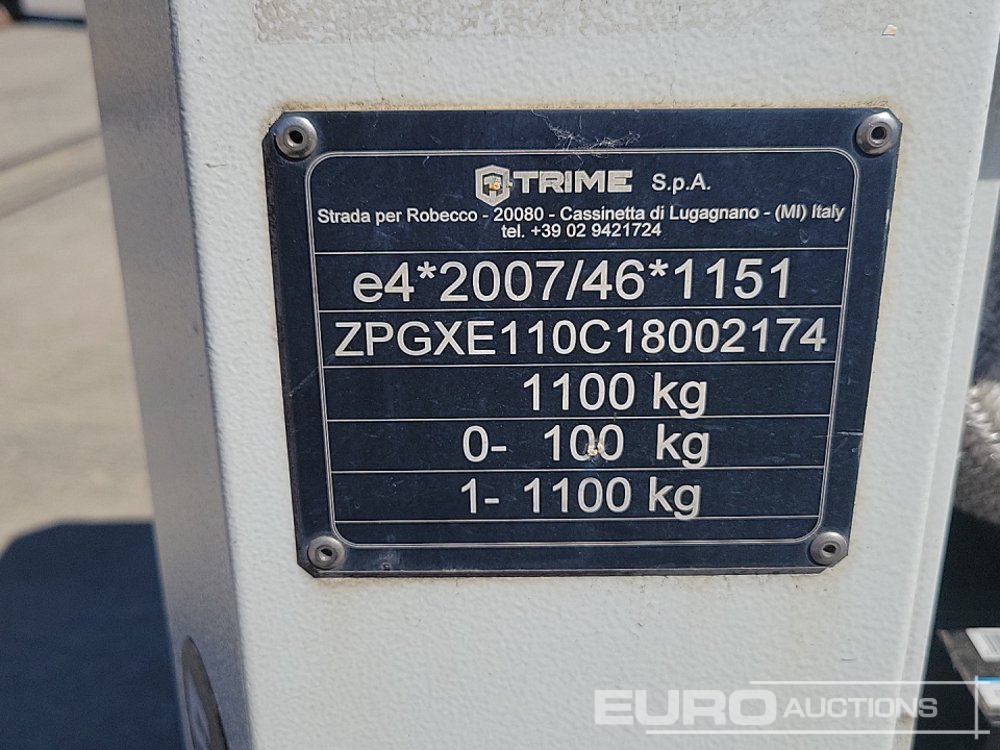 TRIME S.p.A.
Strada per Robecco - 20080 - Cassinetta di Lugagnano - (MI) Italy
tel. +39 02 9421724
e4*2007/46*1151
ZPGXE110C18002174
1100 kg
0- 100 kg
1- 1100 kg
EURO AUCTIONS